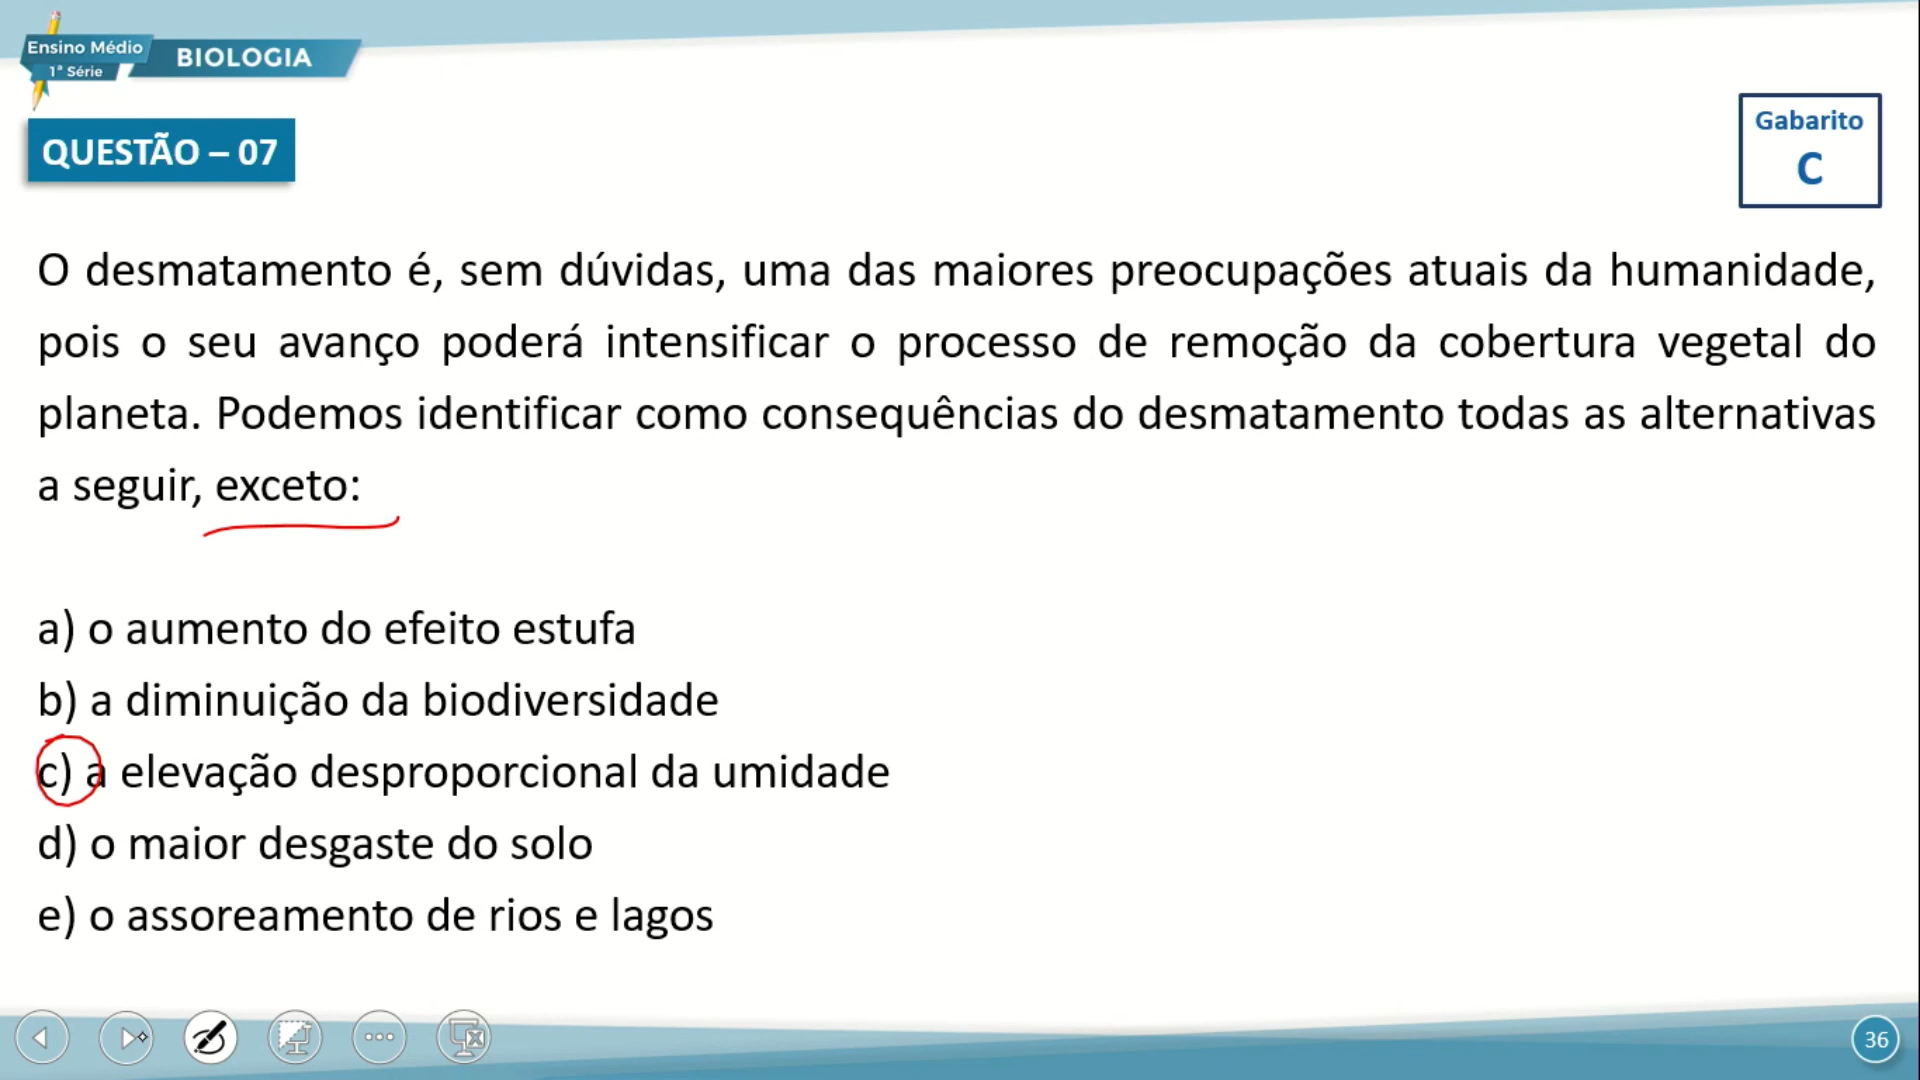 Ensino Médio
1ª Série
BIOLOGIA
QUESTÃO – 07
Gabarito
C
O desmatamento é, sem dúvidas, uma das maiores preocupações atuais da humanidade,
pois o seu avanço poderá intensificar o processo de remoção da cobertura vegetal do
planeta. Podemos identificar como consequências do desmatamento todas as alternativas
a seguir, exceto:
a) o aumento do efeito estufa
b) a diminuição da biodiversidade
c) a elevação desproporcional da umidade
d) o maior desgaste do solo
e) o assoreamento de rios e lagos
36